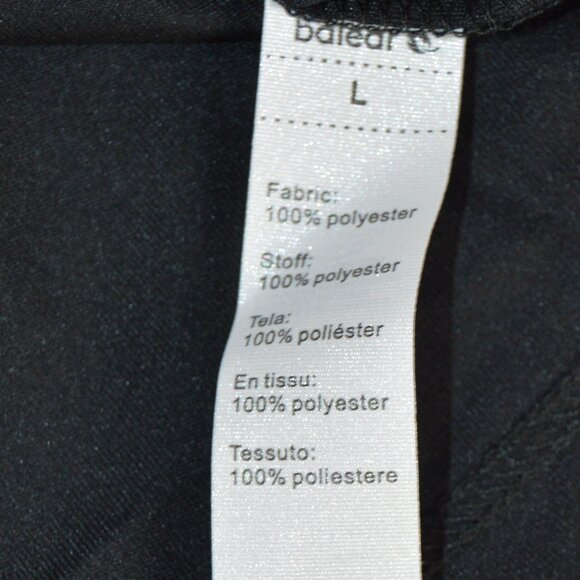 baleaf
L
Fabric:
100% polyester
Stoff:
100% polyester
Tela:
100% poliéster
En tissu:
100% polyester
Tessuto:
100% poliestere